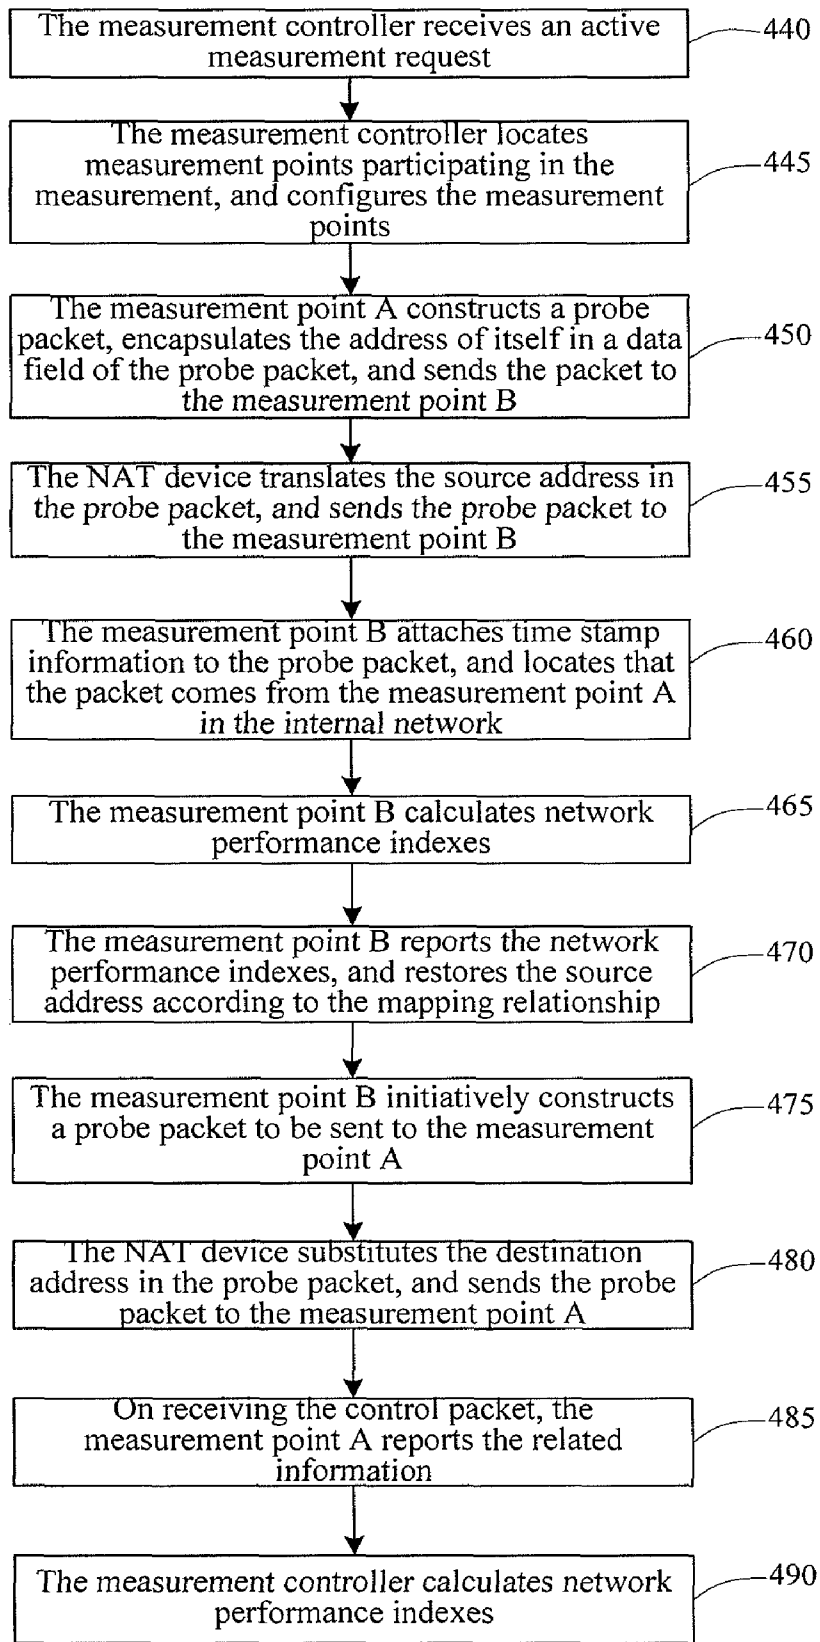 The measurement controller receives an active
measurement request
440
The measurement controller locates
measurement points participating in the
measurement, and configures the measurement
points
445
The measurement point A constructs a probe
packet, encapsulates the address of itself in a data
field of the probe packet, and sends the packet to
the measurement point B
450
The NAT device translates the source address in
the probe packet, and sends the probe packet to
the measurement point B
455
The measurement point B attaches time stamp
information to the probe packet, and locates that
the packet comes from the measurement point A
in the internal network
460
The measurement point B calculates network
performance indexes
465
The measurement point B reports the network
performance indexes, and restores the source
address according to the mapping relationship
470
The measurement point B initiatively constructs
a probe packet to be sent to the measurement
point A
475
The NAT device substitutes the destination
address in the probe packet, and sends the probe
packet to the measurement point A
480
On receiving the control packet, the
measurement point A reports the related
information
485
The measurement controller calculates network
performance indexes
490